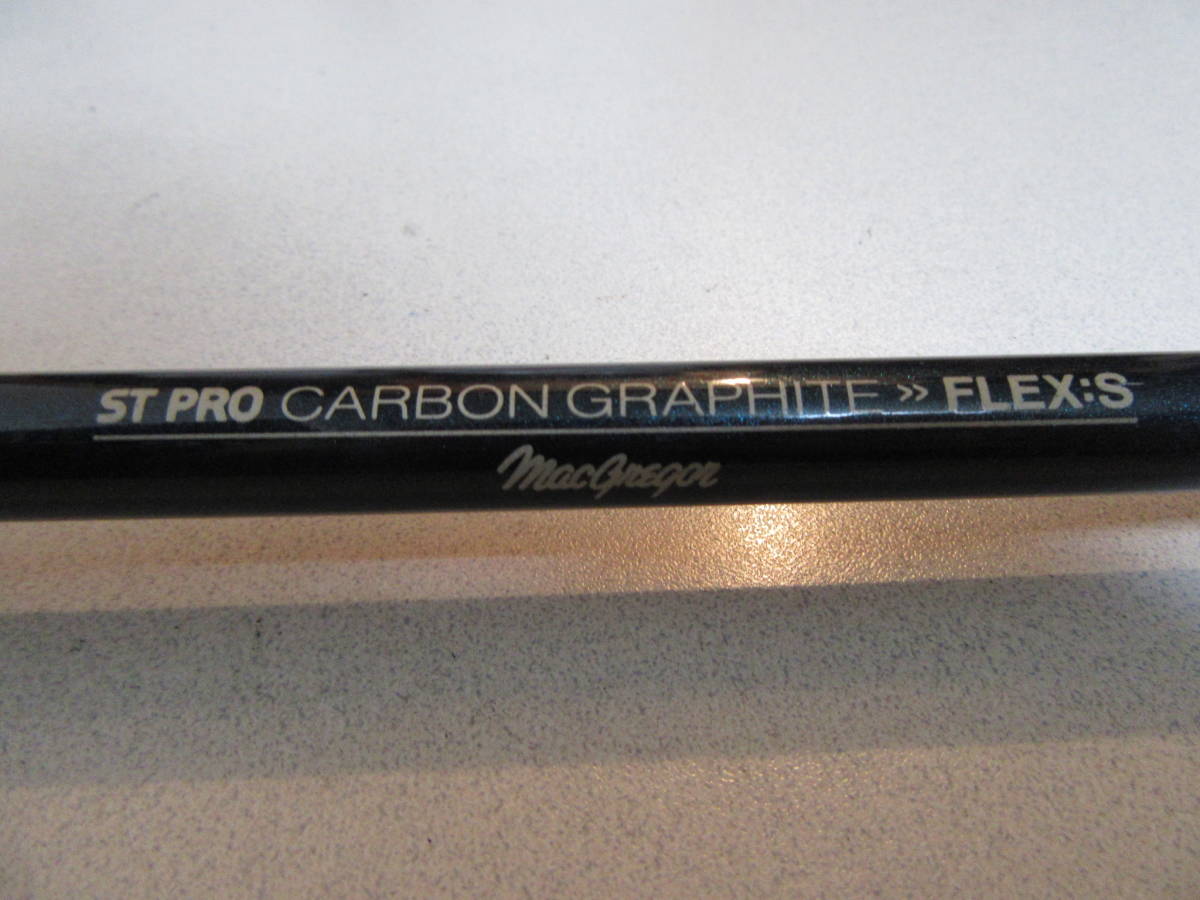 ST PRO CARBON GRAPHITE » FLEX:S
MacGregor